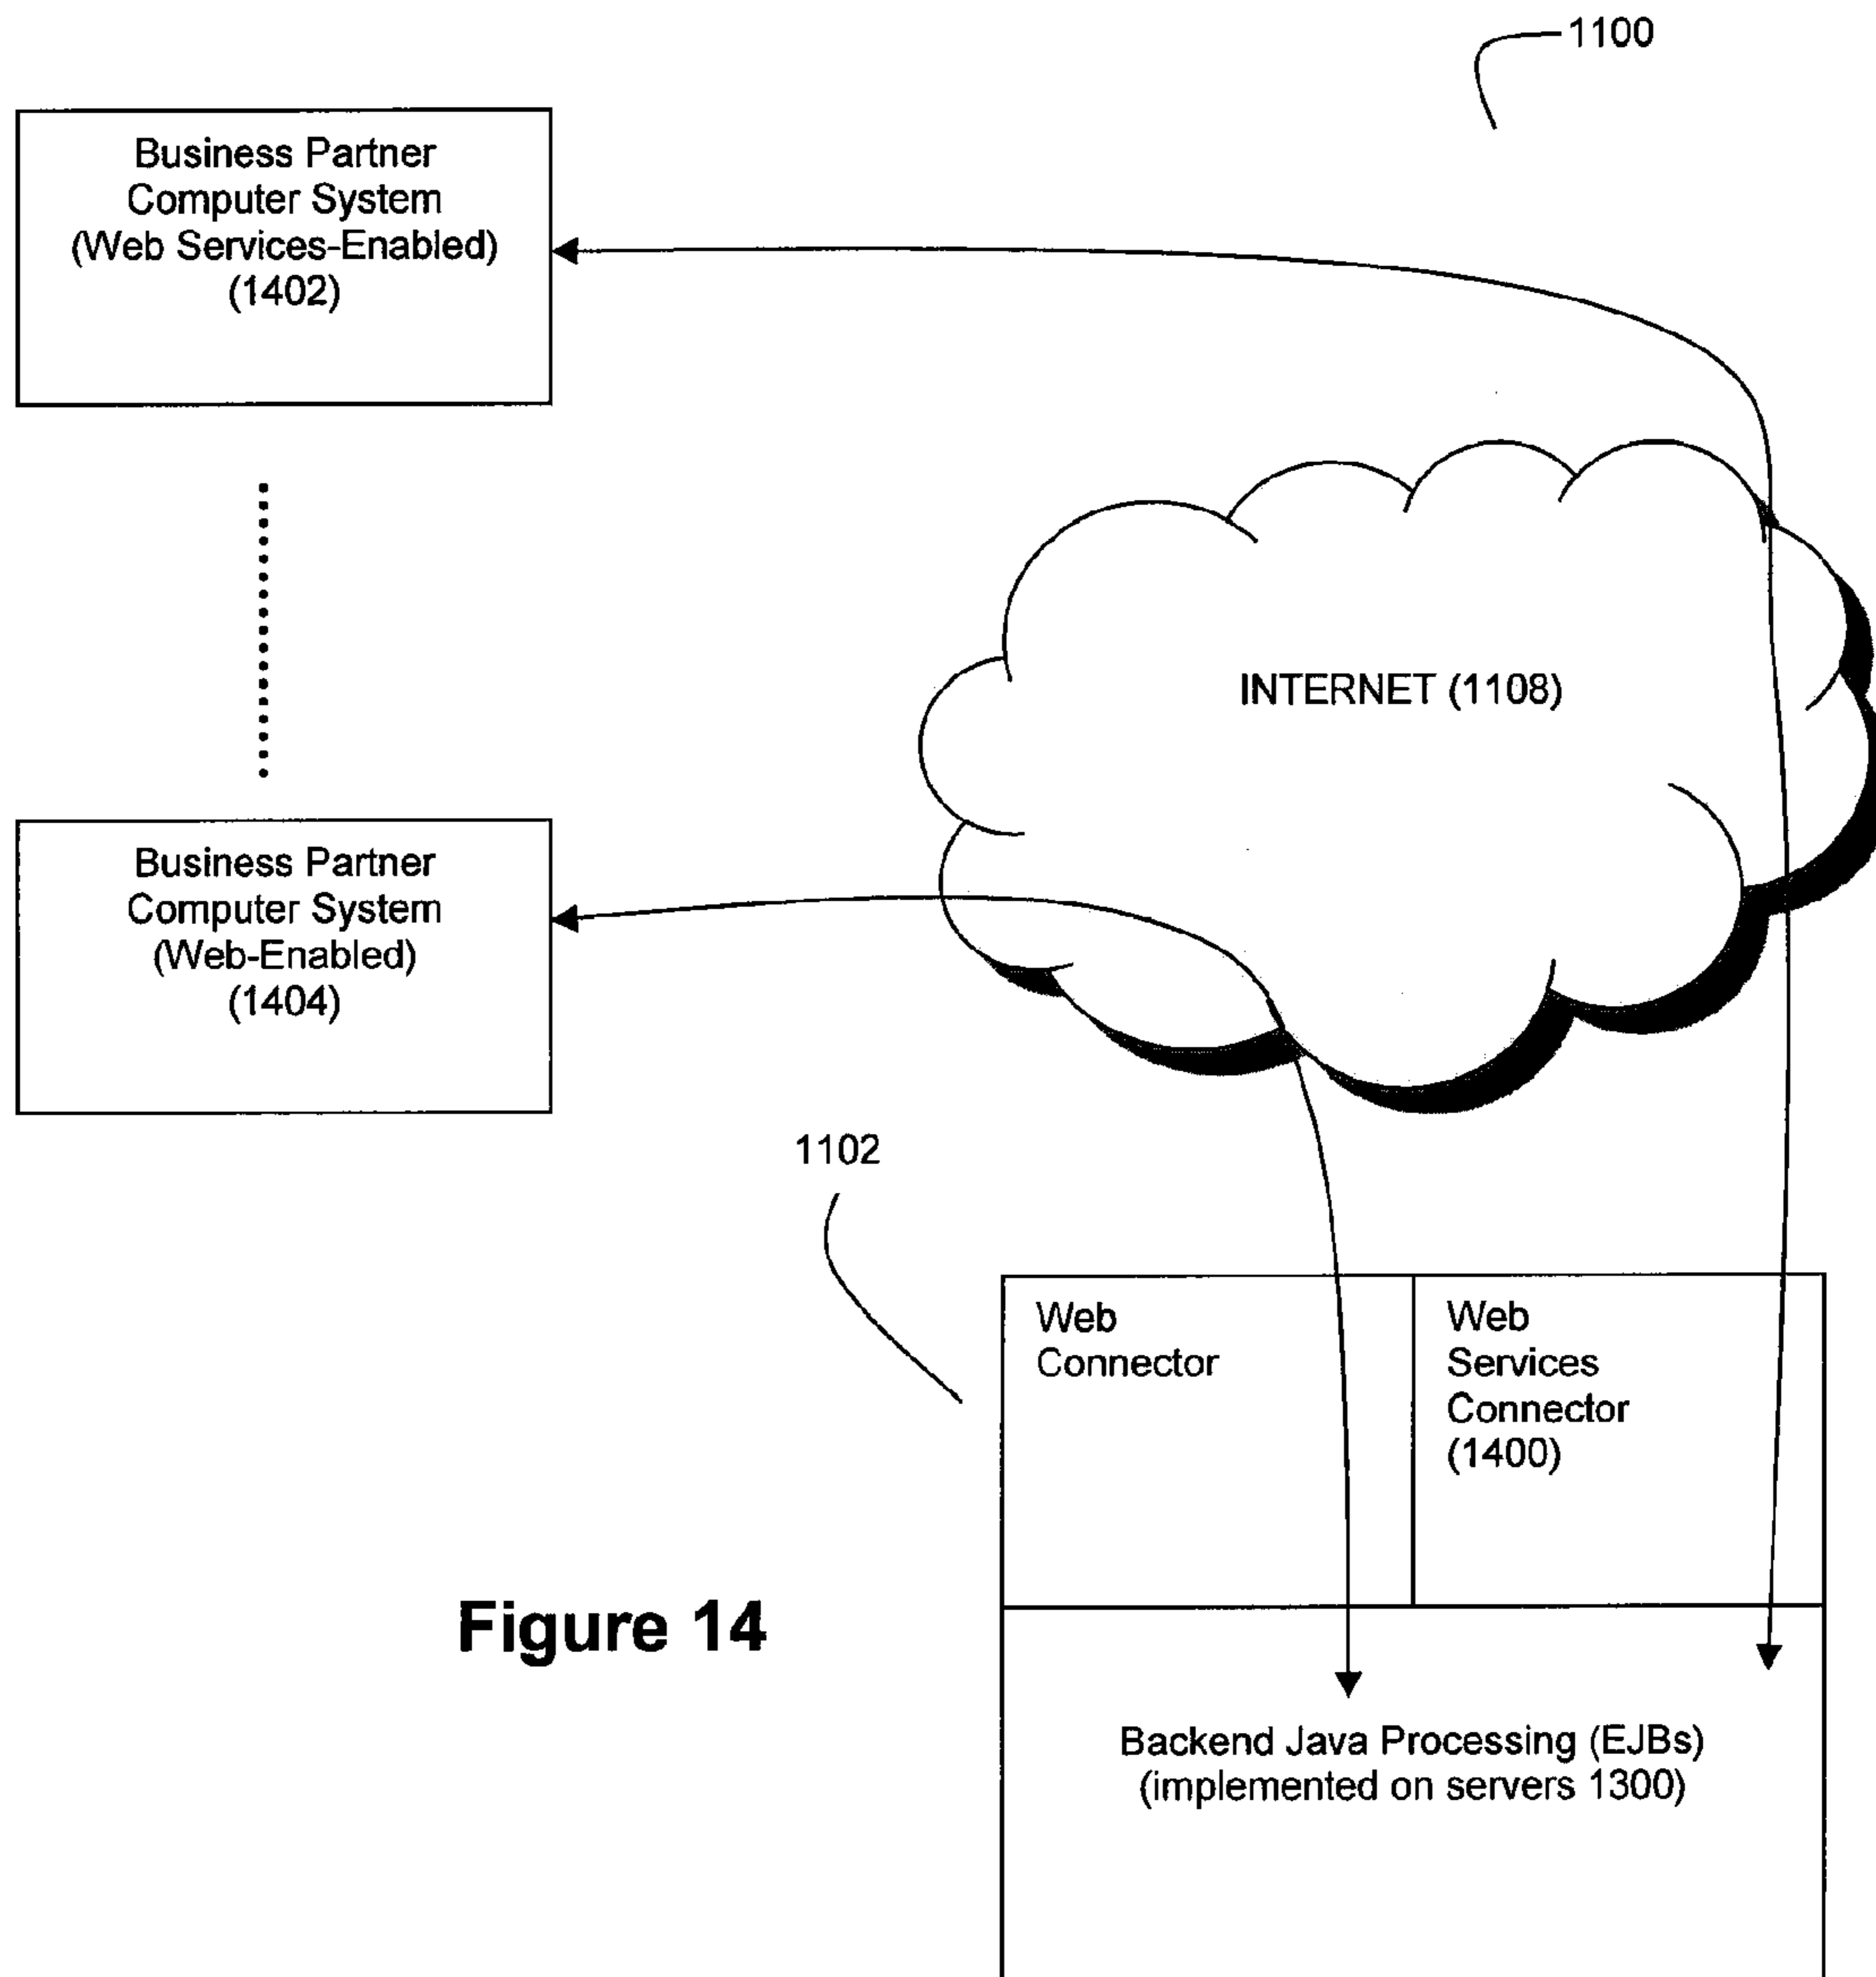 1100
Business Partner
Computer System
(Web Services-Enabled)
(1402)
INTERNET (1108)
Business Partner
Computer System
(Web-Enabled)
(1404)
1102
Web
Connector
Web
Services
Connector
(1400)
Figure 14
Backend Java Processing (EJBs)
(implemented on servers 1300)